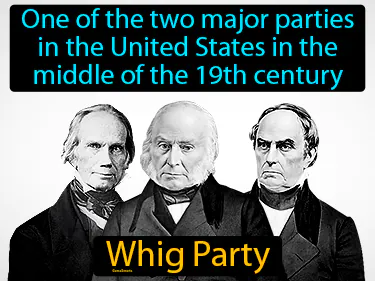 One of the two major parties
in the United States in the
middle of the 19th century
Whig Party